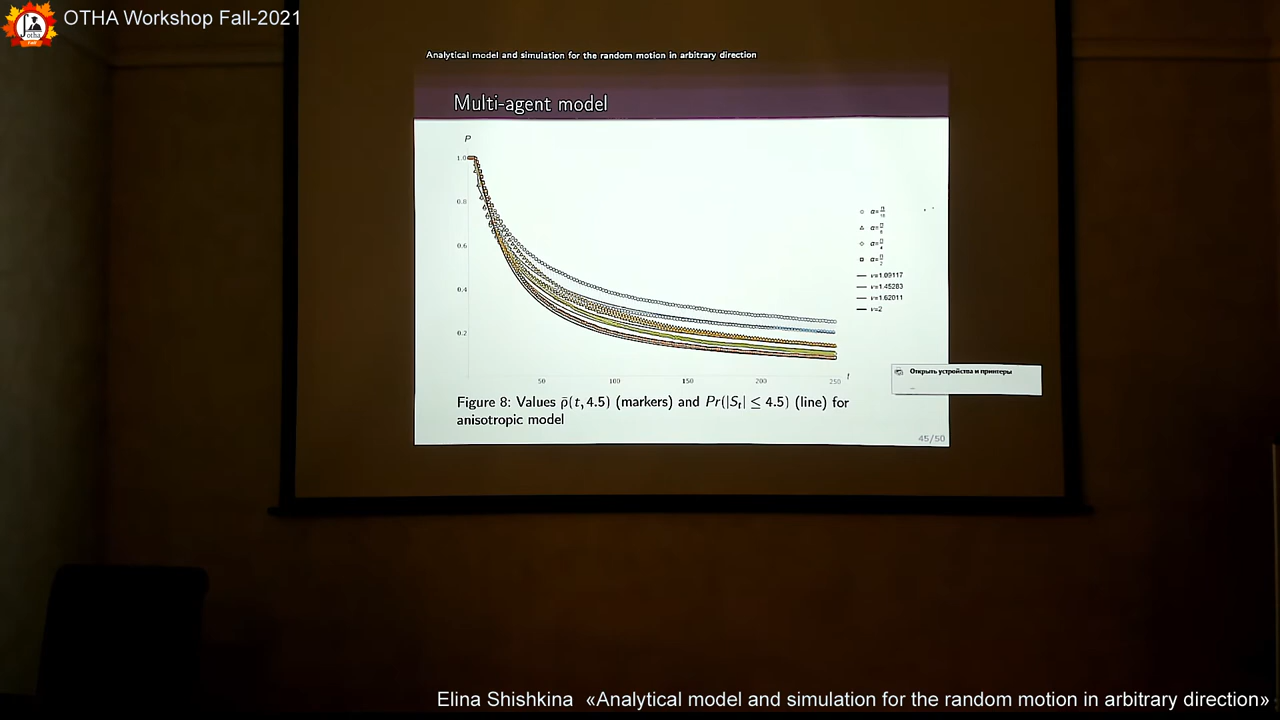 OTHA Workshop Fall-2021
Analytical model and simulation for the random motion in arbitrary direction
Multi-agent model
P
1.0
0.8
0.6
0.4
0.2
50
100
150
200
250
t
ν=1.09117
ν=1.45283
ν=1.62011
ν=2
Открыть устройства и принтеры
Figure 8: Values p̄(t, 4.5) (markers) and Pr(|Sₜ| ≤ 4.5) (line) for
anisotropic model
45/50
Elina Shishkina «Analytical model and simulation for the random motion in arbitrary direction»